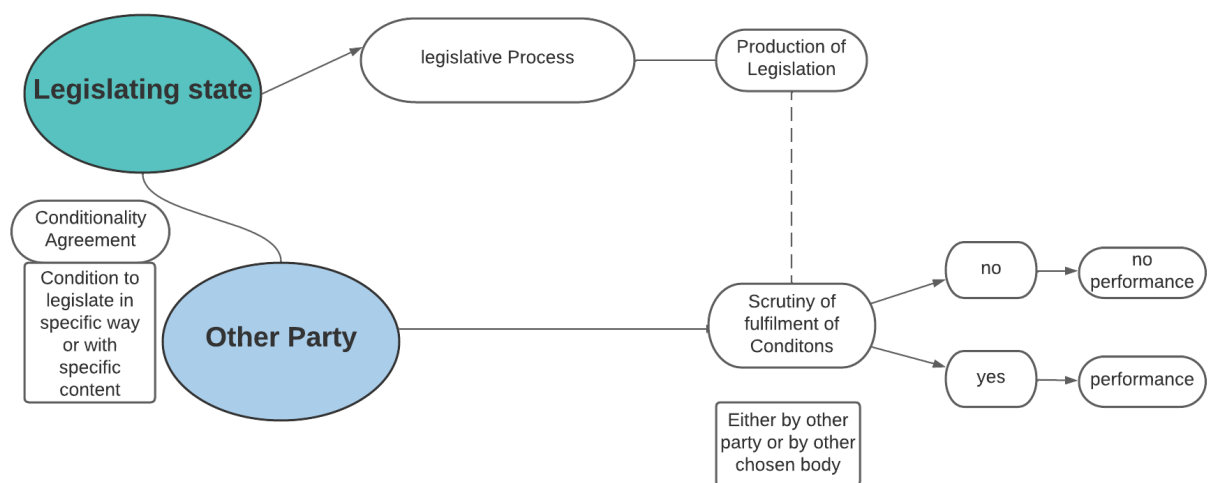 Legislating state
legislative Process
Production of
Legislation
Conditionality
Agreement
Condition to
legislate in
specific way
or with
specific
content
Other Party
Scrutiny of
fulfilment of
Conditons
Either by other
party or by other
chosen body
no
no
performance
yes
performance